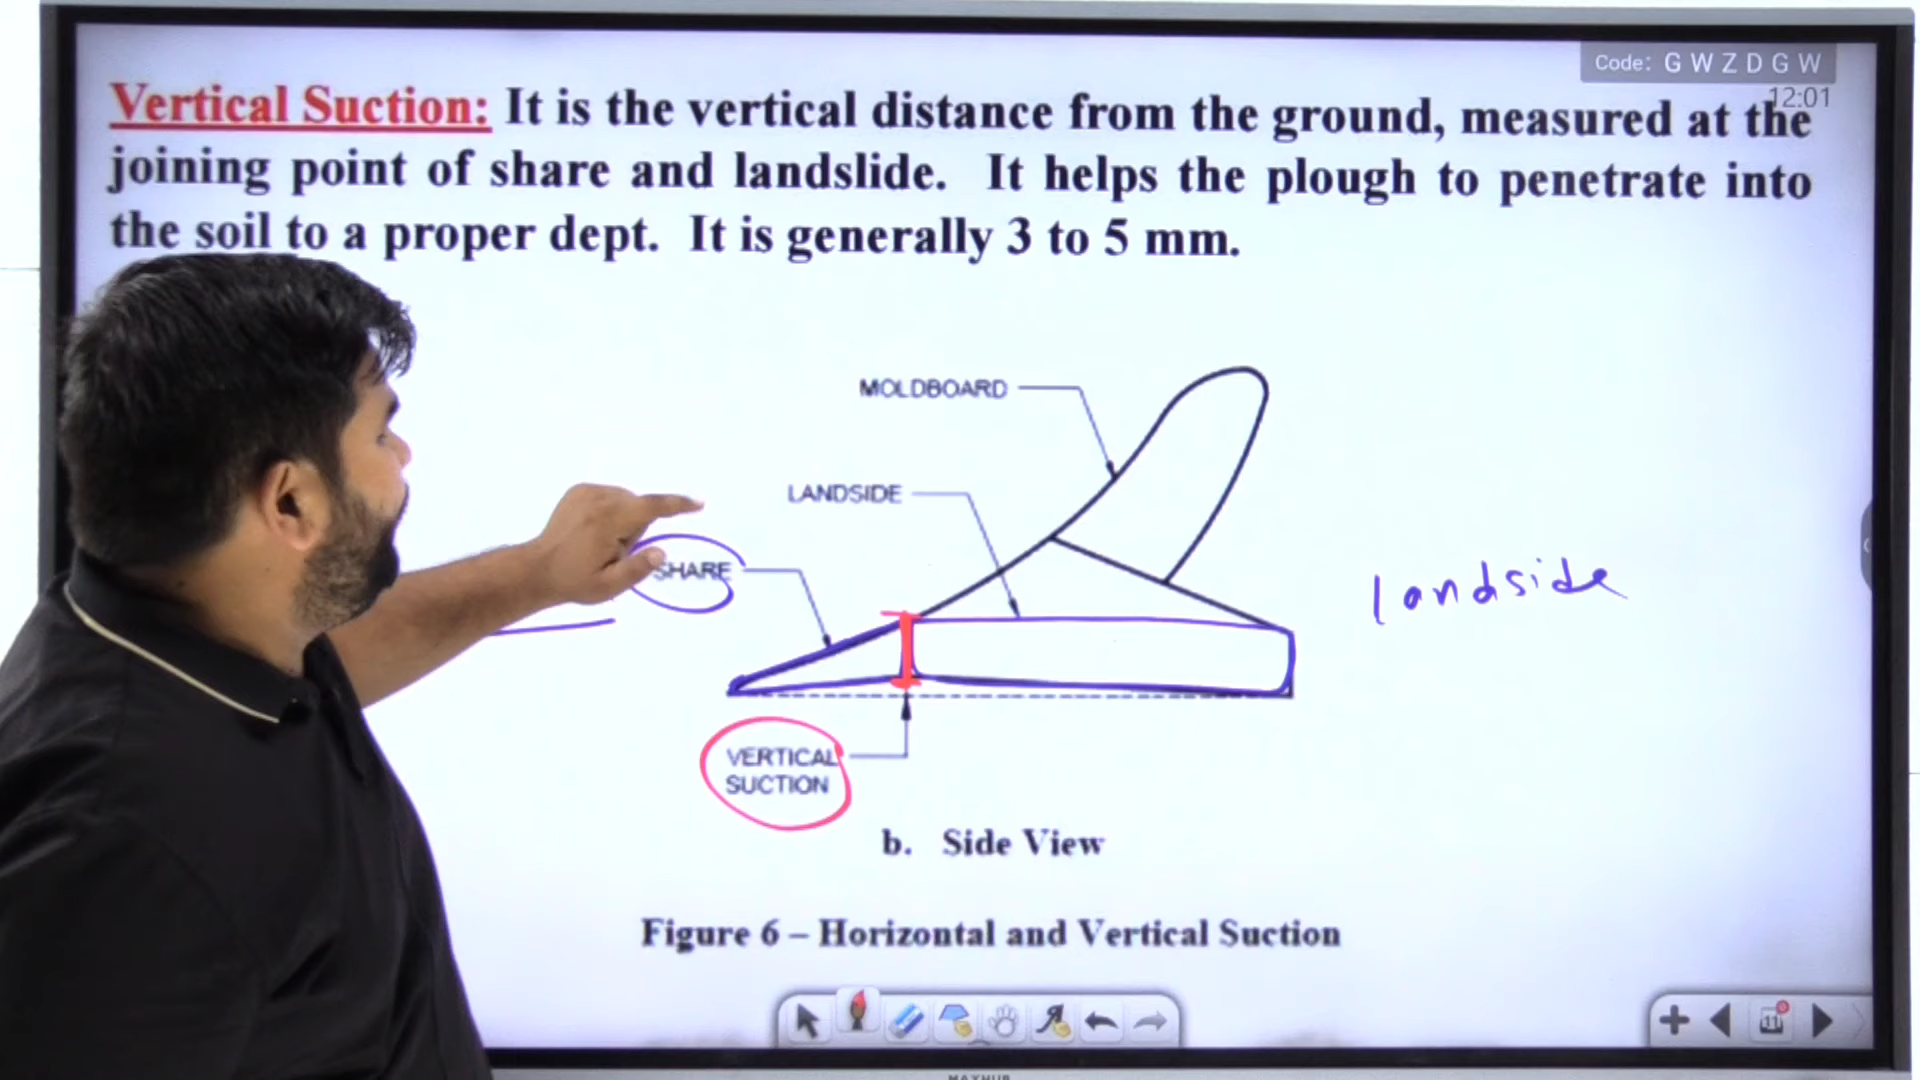 Code: G W Z D G W
12:01
Vertical Suction: It is the vertical distance from the ground, measured at the
joining point of share and landslide. It helps the plough to penetrate into
the soil to a proper dept. It is generally 3 to 5 mm.
MOLDBOARD
LANDSIDE
SHARE
landside
VERTICAL
SUCTION
b. Side View
Figure 6 – Horizontal and Vertical Suction
11
MAXHUB